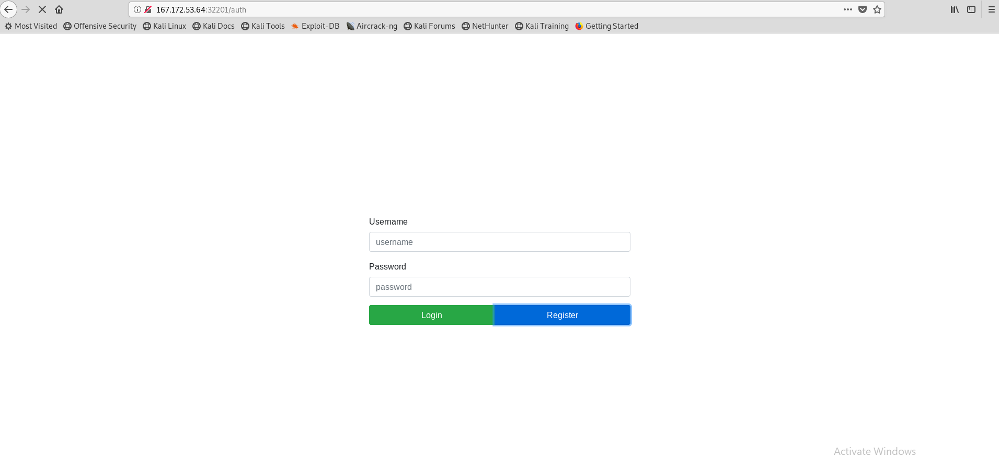 167.172.53.64:32201/auth
Most Visited Offensive Security Kali Linux Kali Docs Kali Tools Exploit-DB Aircrack-ng Kali Forums NetHunter Kali Training Getting Started
Username
username
Password
password
Login Register
Activate Windows